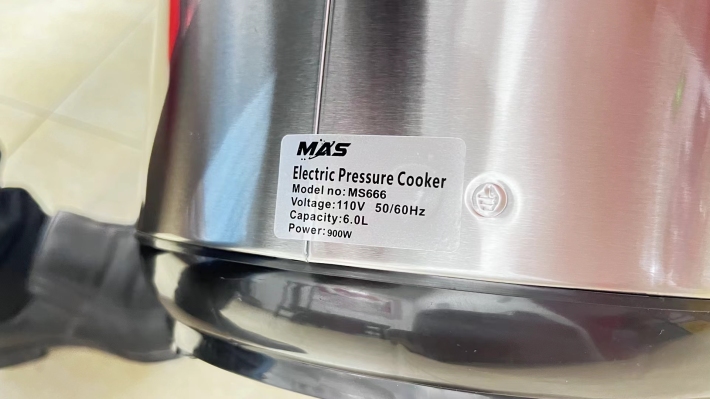 MAS
Electric Pressure Cooker
Model no:MS666
Voltage:110V 50/60Hz
Capacity:6.0L
Power:900W